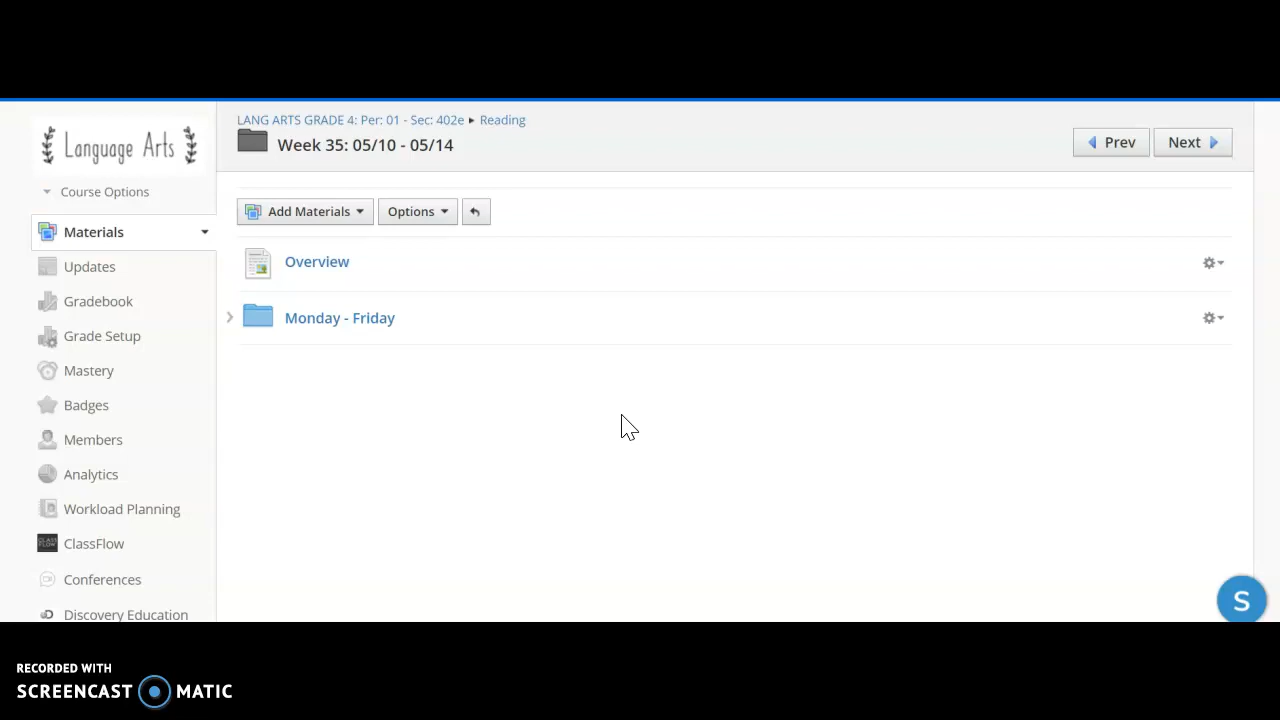 LANG ARTS GRADE 4: Per: 01 - Sec: 402e ▸ Reading
Week 35: 05/10 - 05/14
Prev
Next
Language Arts
Course Options
Materials
Updates
Gradebook
Grade Setup
Mastery
Badges
Members
Analytics
Workload Planning
ClassFlow
Conferences
Discovery Education
Add Materials
Options
Overview
Monday - Friday
S
RECORDED WITH
SCREENCAST MATIC